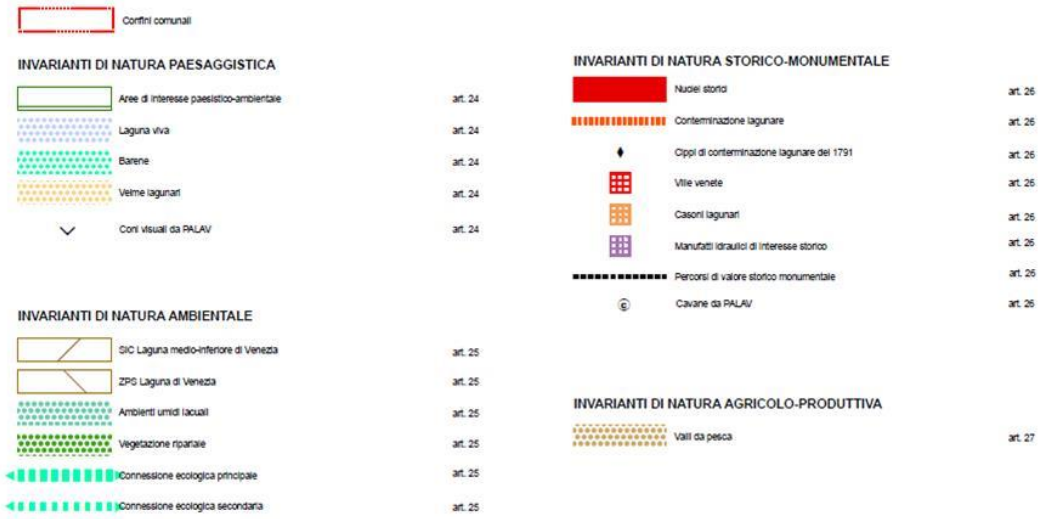 Confini comunali
INVARIANTI DI NATURA PAESAGGISTICA
Aree di interesse paesistico-ambientale art. 24
Laguna viva art. 24
Barene art. 24
Velme lagunari art. 24
Coni visuali da PALAV art. 24
INVARIANTI DI NATURA AMBIENTALE
SIC Laguna medio-inferiore di Venezia art. 25
ZPS Laguna di Venezia art. 25
Ambienti umidi lacuali art. 25
Vegetazione ripariale art. 25
Connessione ecologica principale art. 25
Connessione ecologica secondaria art. 25
INVARIANTI DI NATURA STORICO-MONUMENTALE
Nuclei storici art. 26
Conterminazione lagunare art. 26
Cippi di conterminazione lagunare del 1791 art. 26
Ville venete art. 26
Casoni lagunari art. 26
Manufatti idraulici di interesse storico art. 26
Percorsi di valore storico monumentale art. 26
c Cavane da PALAV art. 26
INVARIANTI DI NATURA AGRICOLO-PRODUTTIVA
Valli da pesca art. 27